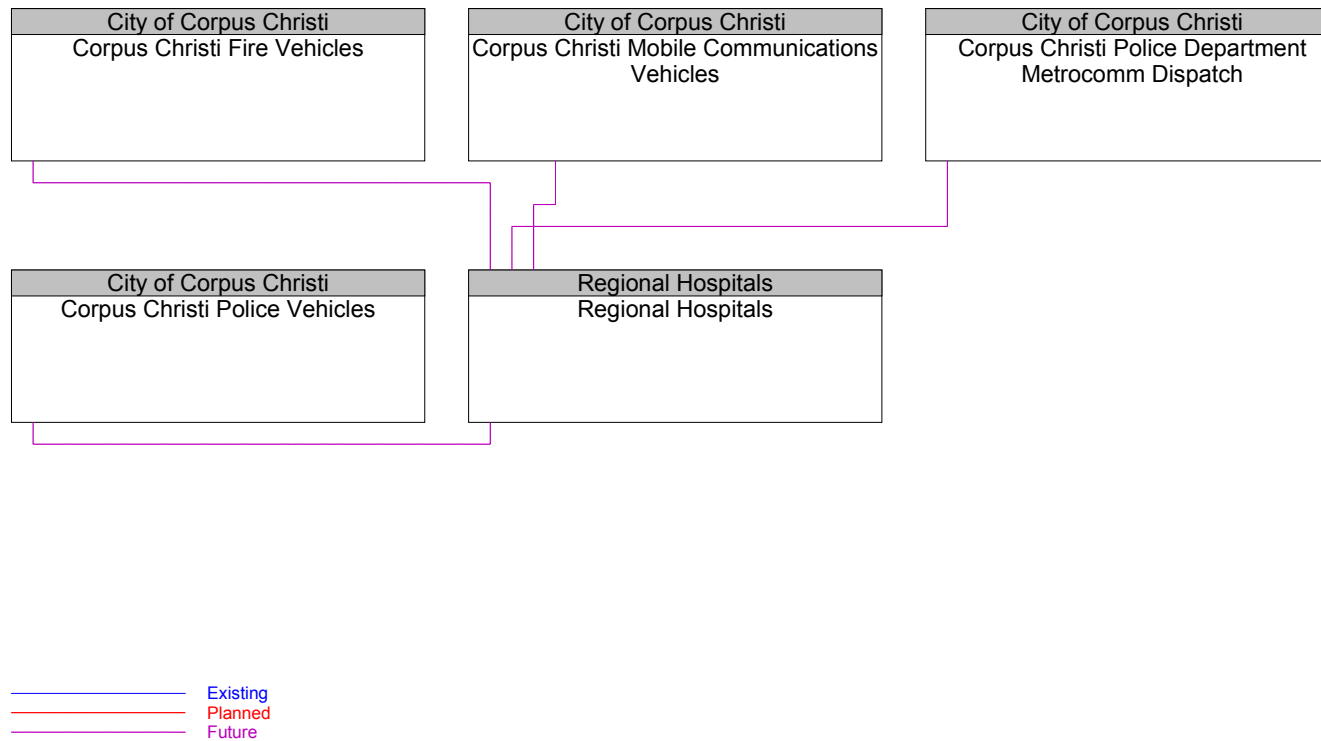 City of Corpus Christi
Corpus Christi Fire Vehicles
City of Corpus Christi
Corpus Christi Mobile Communications
Vehicles
City of Corpus Christi
Corpus Christi Police Department
Metrocomm Dispatch
City of Corpus Christi
Corpus Christi Police Vehicles
Regional Hospitals
Regional Hospitals
Existing
Planned
Future